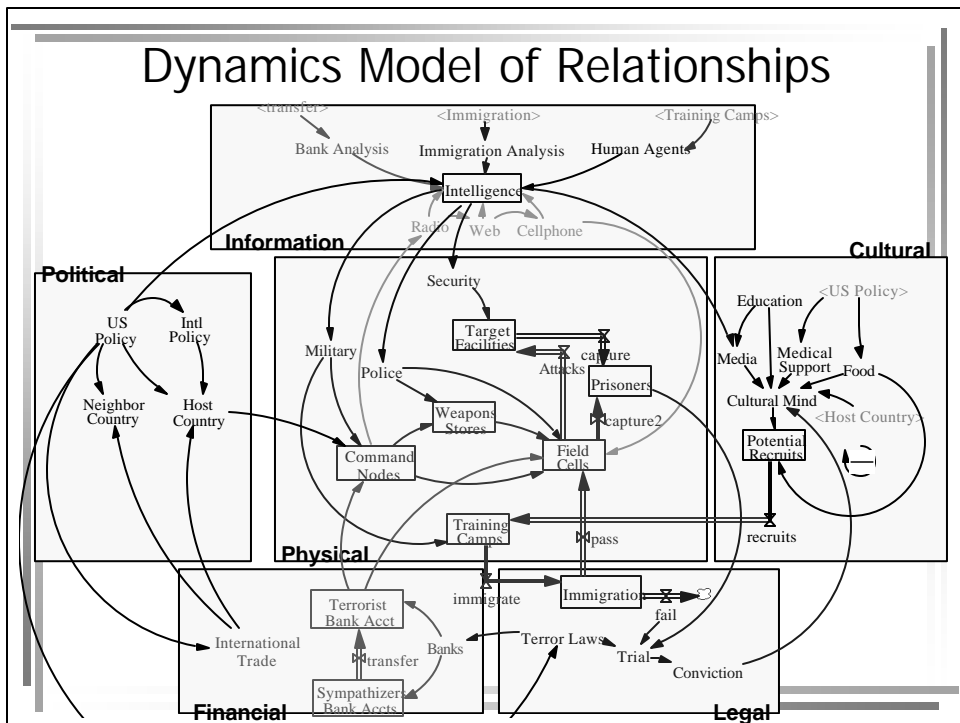 Dynamics Model of Relationships
<transfer>
<Immigration>
<Training Camps>
Bank Analysis
Immigration Analysis
Human Agents
Intelligence
Radio
Web
Cellphone
Information
Political
US
Policy
Intl
Policy
Neighbor
Country
Host
Country
Security
Target
Facilities
Military
Police
capture
Attacks
Prisoners
Weapons
Stores
capture2
Command
Nodes
Field
Cells
Training
Camps
pass
Physical
Cultural
Education
<US Policy>
Media
Medical
Support
Food
Cultural Mind
<Host Country>
Potential
Recruits
recruits
immigrate
Immigration
fail
Terrorist
Bank Acct
International
Trade
Banks
transfer
Sympathizers
Bank Accts
Financial
Terror Laws
Trial
Conviction
Legal